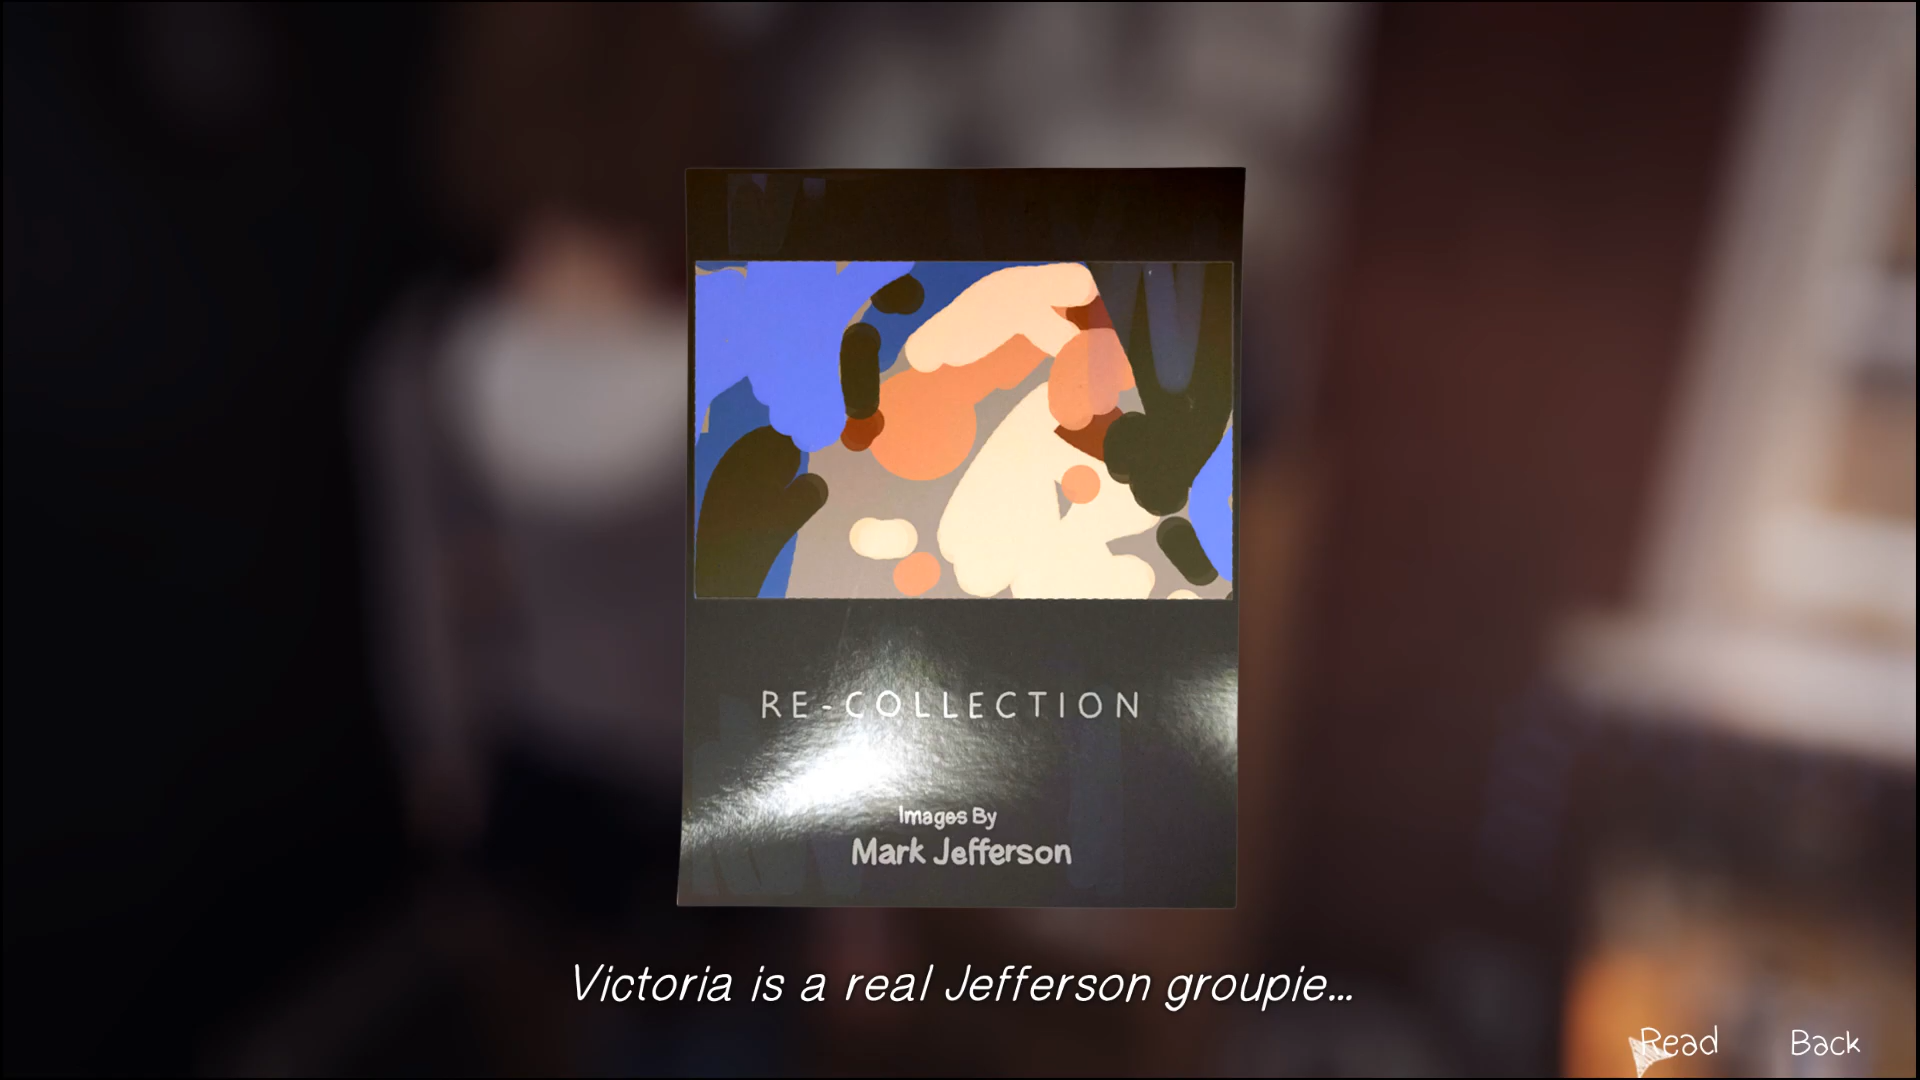 RE-COLLECTION
Images By
Mark Jefferson
Victoria is a real Jefferson groupie...
Read
Back